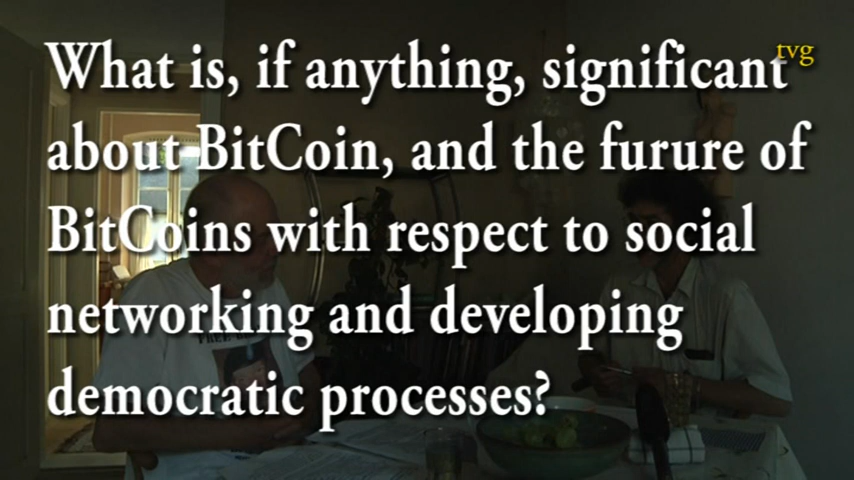 What is, if anything, significant
tvg
about BitCoin, and the furure of
BitCoins with respect to social
networking and developing
democratic processes?